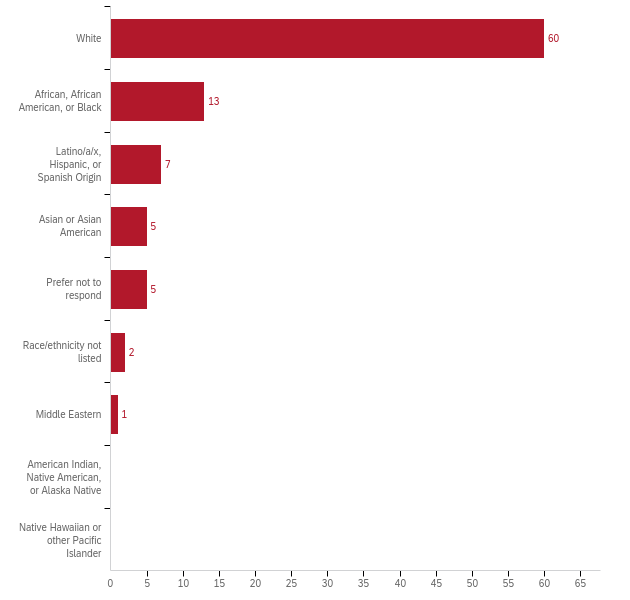 White
60
African, African
American, or Black
13
Latino/a/x,
Hispanic, or
Spanish Origin
7
Asian or Asian
American
5
Prefer not to
respond
5
Race/ethnicity not
listed
2
Middle Eastern
1
American Indian,
Native American,
or Alaska Native
Native Hawaiian or
other Pacific
Islander
0 5 10 15 20 25 30 35 40 45 50 55 60 65